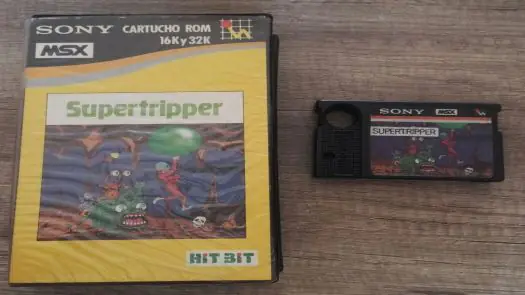 SONY CARTUCHO ROM
16K y 32K
MSX
Supertripper
HIT BIT
SONY MSX
SUPERTRIPPER